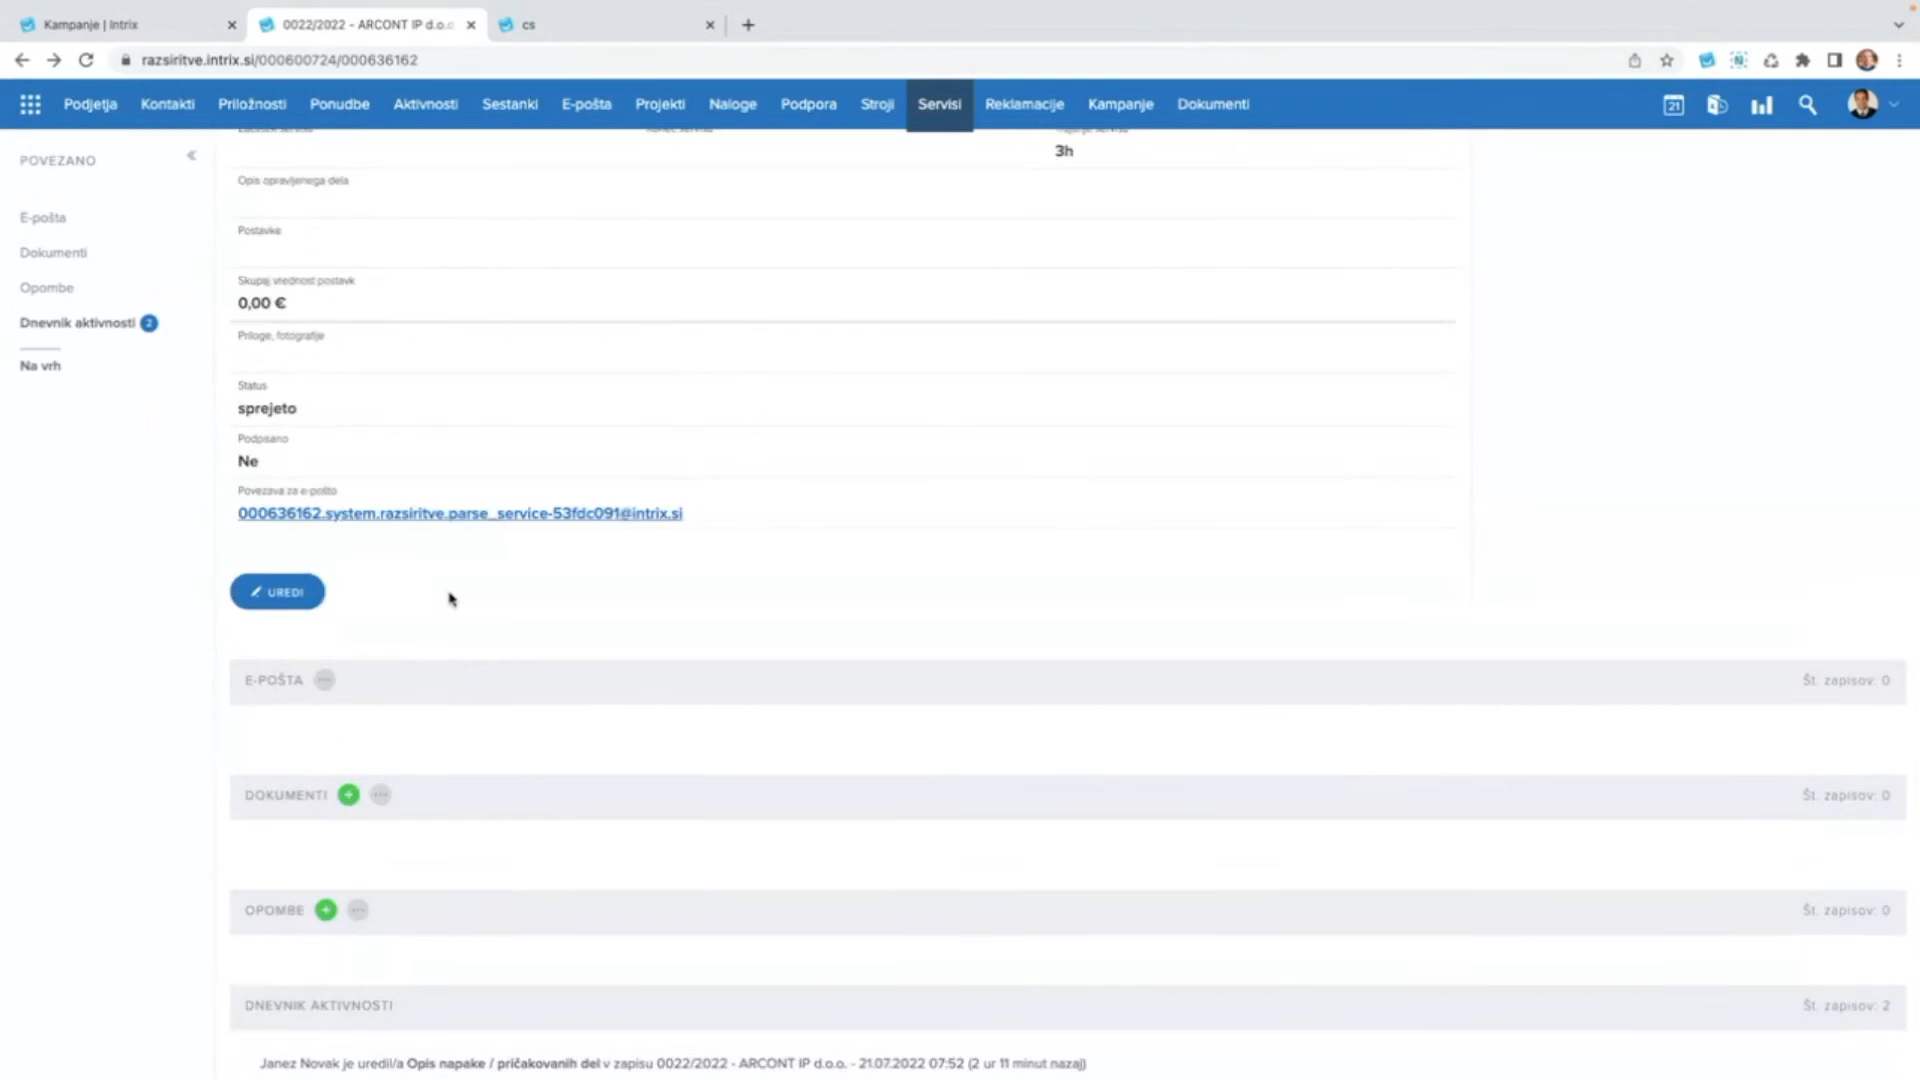 Kampanje | Intrix
0022/2022 - ARCONT IP d.o.o
cs
razsiritve.intrix.si/000600724/000636162
Podjetja Kontakti Priložnosti Ponudbe Aktivnosti Sestanki E-pošta Projekti Naloge Podpora Stroji Servisi Reklamacije Kampanje Dokumenti
21
POVEZANO
E-pošta
Dokumenti
Opombe
Dnevnik aktivnosti 2
Na vrh
3h
Opis opravljenega dela
Postavke
Skupaj vrednost postavk
0,00 €
Priloge, fotografije
Status
sprejeto
Podpisano
Ne
Povezava za e-pošto
000636162.system.razsiritve.parse_service-53fdc091@intrix.si
UREDI
E-POŠTA
Št. zapisov: 0
DOKUMENTI
Št. zapisov: 0
OPOMBE
Št. zapisov: 0
DNEVNIK AKTIVNOSTI
Št. zapisov: 2
Janez Novak je uredil/a Opis napake / pričakovanih del v zapisu 0022/2022 - ARCONT IP d.o.o. - 21.07.2022 07:52 (2 ur 11 minut nazaj)